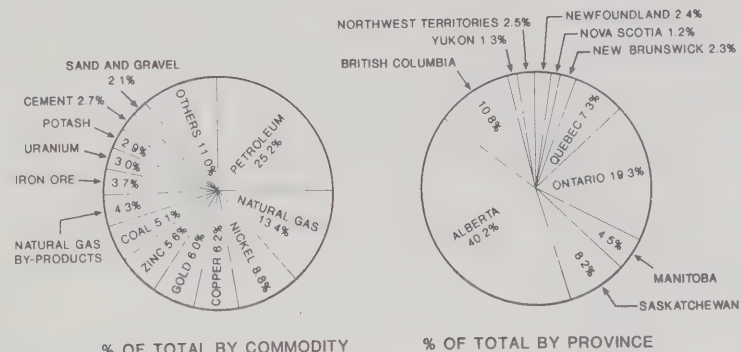 SAND AND GRAVEL
2.1%
CEMENT 2.7%
POTASH
2.9%
URANIUM
3.0%
IRON ORE
3.7%
4.3%
NATURAL GAS
BY-PRODUCTS
COAL 5.1%
ZINC 5.6%
GOLD 6.0%
COPPER 6.2%
NICKEL 8.8%
NATURAL GAS
13.4%
PETROLEUM
25.2%
OTHERS 11.0%
% OF TOTAL BY COMMODITY
NORTHWEST TERRITORIES 2.5%
YUKON 1.3%
BRITISH COLUMBIA
10.8%
NEWFOUNDLAND 2.4%
NOVA SCOTIA 1.2%
NEW BRUNSWICK 2.3%
QUEBEC 7.3%
ONTARIO 19.3%
4.5%
MANITOBA
8.2%
SASKATCHEWAN
ALBERTA
40.2%
% OF TOTAL BY PROVINCE